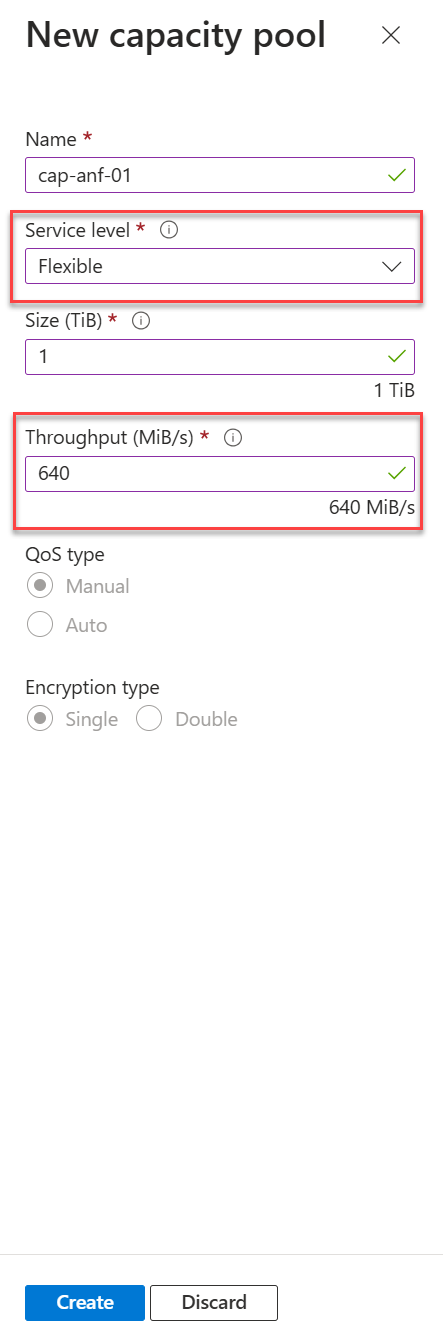 New capacity pool
Name *
cap-anf-01
Service level *
Flexible
Size (TiB) *
1
1 TiB
Throughput (MiB/s) *
640
640 MiB/s
QoS type
Manual
Auto
Encryption type
Single Double
Create Discard